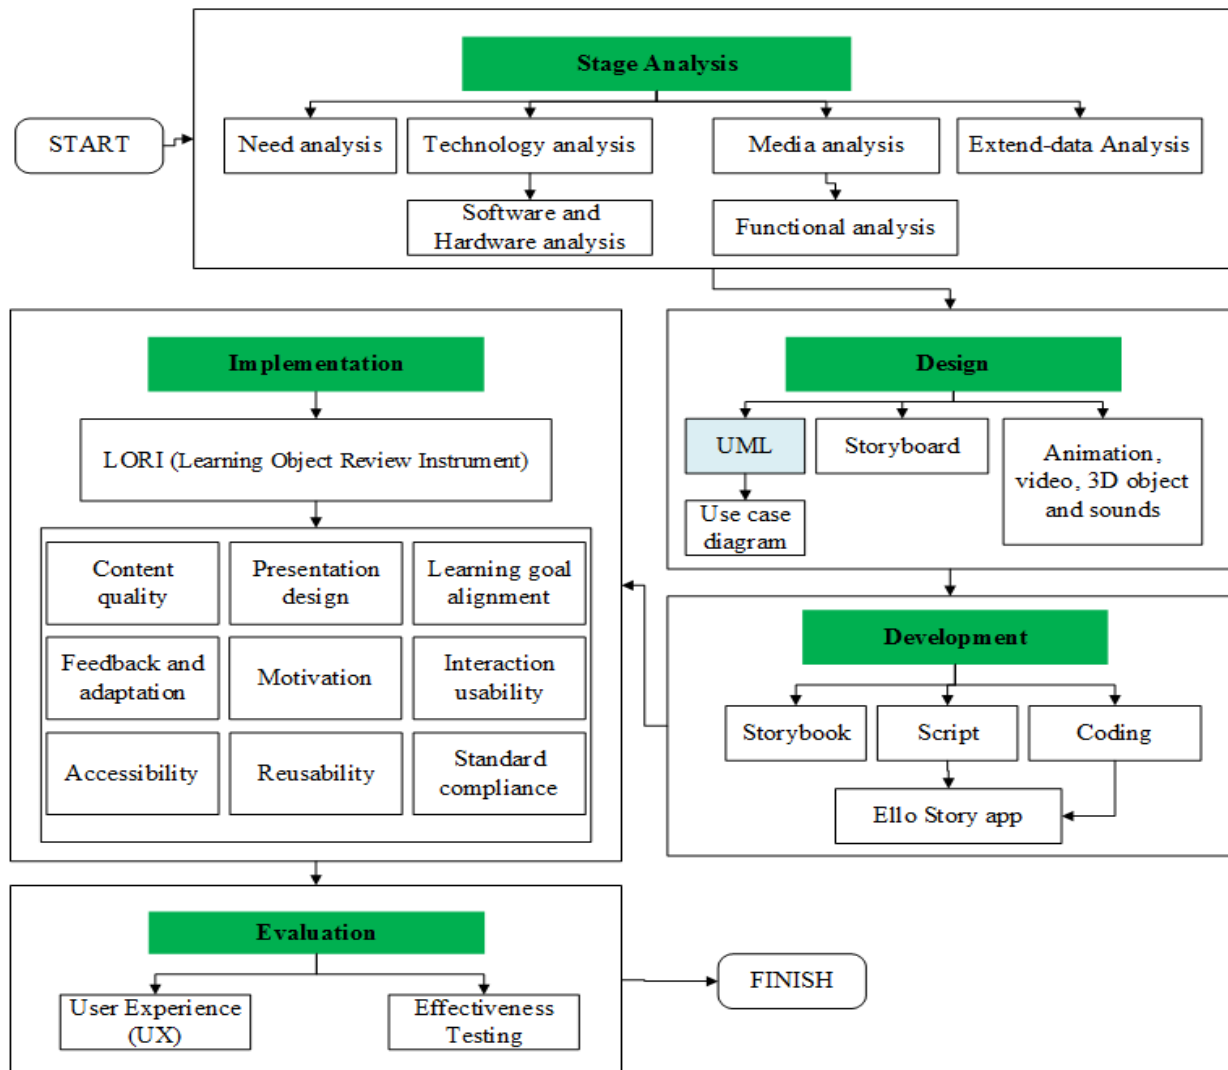 Stage Analysis
START
Need analysis
Technology analysis
Media analysis
Extend-data Analysis
Software and
Hardware analysis
Functional analysis
Design
UML
Storyboard
Animation,
video, 3D object
and sounds
Use case
diagram
Development
Storybook
Script
Coding
Ello Story app
Implementation
LORI (Learning Object Review Instrument)
Content
quality
Presentation
design
Learning goal
alignment
Feedback and
adaptation
Motivation
Interaction
usability
Accessibility
Reusability
Standard
compliance
Evaluation
User Experience
(UX)
Effectiveness
Testing
FINISH